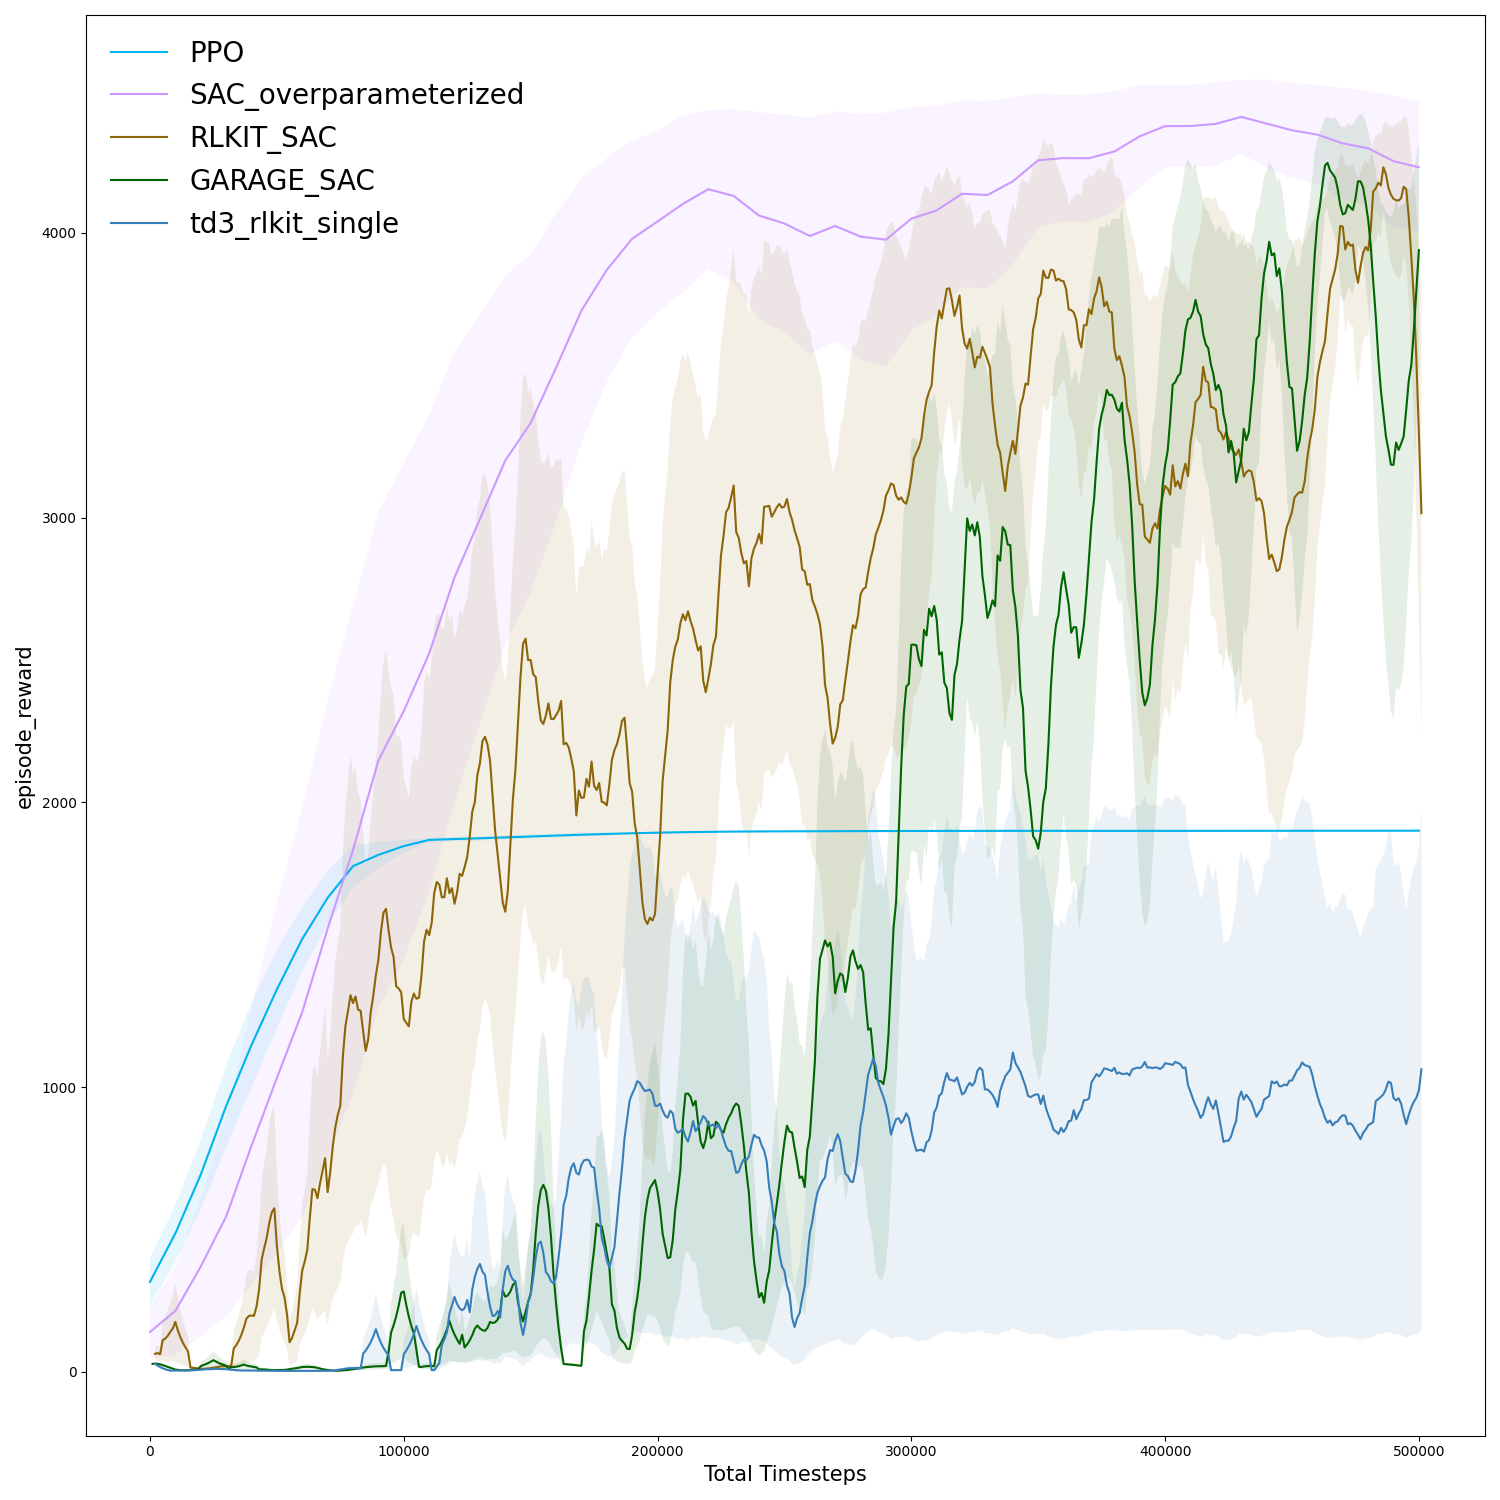 PPO
SAC_overparameterized
RLKIT_SAC
GARAGE_SAC
td3_rlkit_single
episode_reward
4000
3000
2000
1000
0
0 100000 200000 300000 400000 500000
Total Timesteps